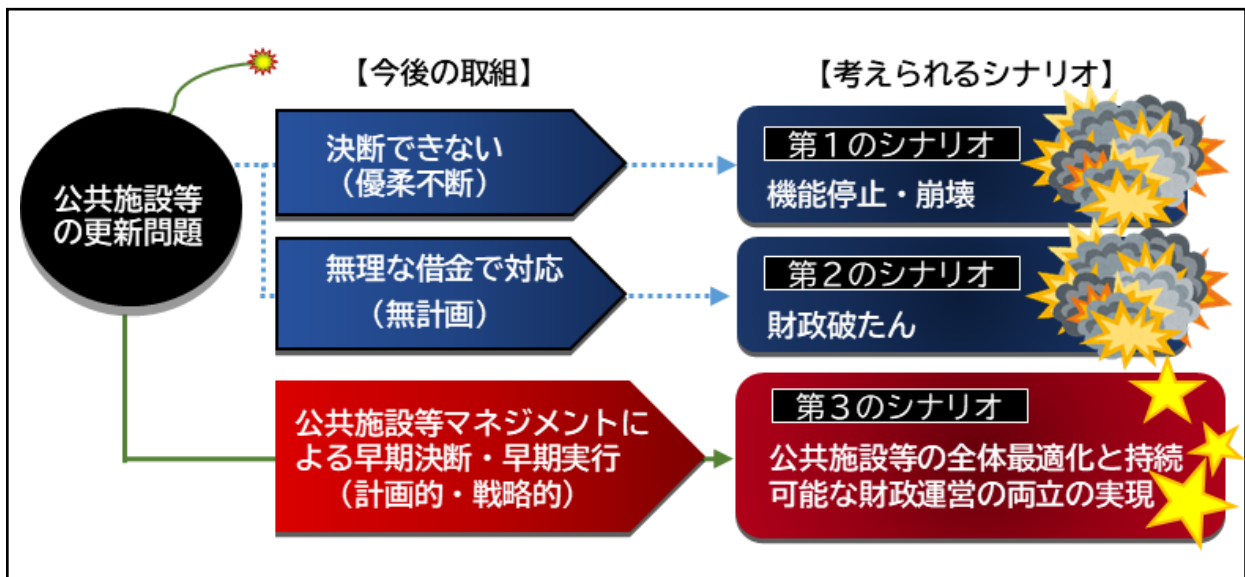 【今後の取組】
【考えられるシナリオ】
公共施設等
の更新問題
決断できない
（優柔不断）
第１のシナリオ
機能停止・崩壊
無理な借金で対応
（無計画）
第２のシナリオ
財政破たん
公共施設等マネジメントに
よる早期決断・早期実行
（計画的・戦略的）
第３のシナリオ
公共施設等の全体最適化と持続
可能な財政運営の両立の実現